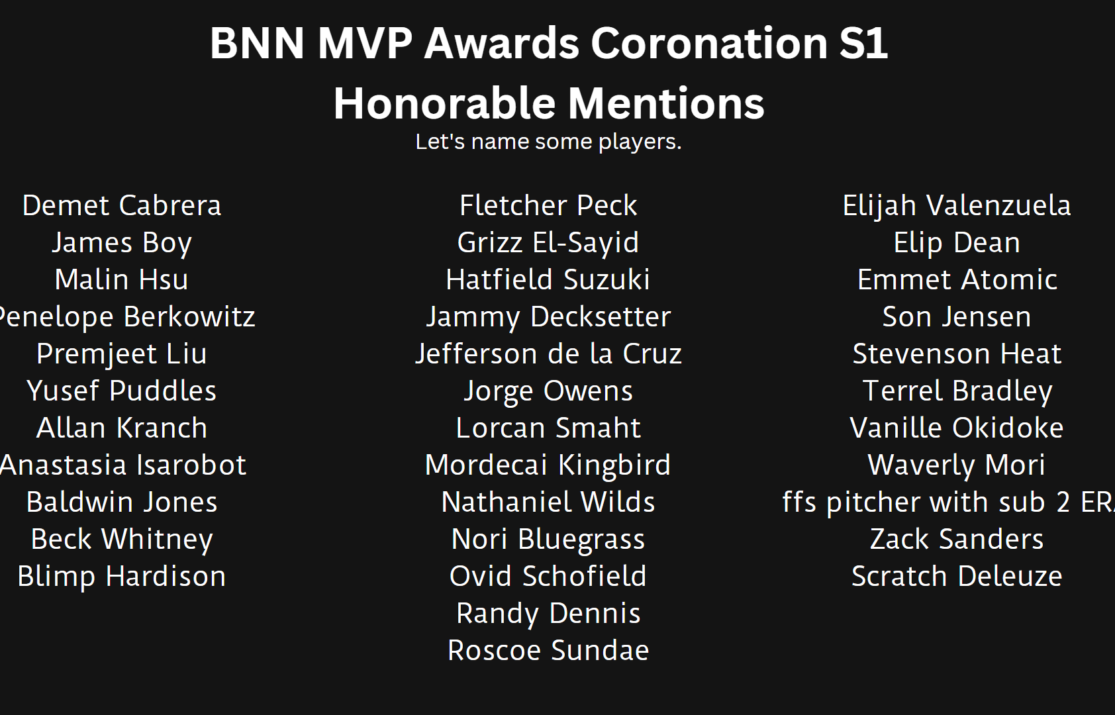 BNN MVP Awards Coronation S1
Honorable Mentions
Let's name some players.
Demet Cabrera
James Boy
Malin Hsu
Penelope Berkowitz
Premjeet Liu
Yusef Puddles
Allan Kranch
Anastasia Isarobot
Baldwin Jones
Beck Whitney
Blimp Hardison
Fletcher Peck
Grizz El-Sayid
Hatfield Suzuki
Jammy Decksetter
Jefferson de la Cruz
Jorge Owens
Lorcan Smaht
Mordecai Kingbird
Nathaniel Wilds
Nori Bluegrass
Ovid Schofield
Randy Dennis
Roscoe Sundae
Elijah Valenzuela
Elip Dean
Emmet Atomic
Son Jensen
Stevenson Heat
Terrel Bradley
Vanille Okidoke
Waverly Mori
ffs pitcher with sub 2 ERA
Zack Sanders
Scratch Deleuze